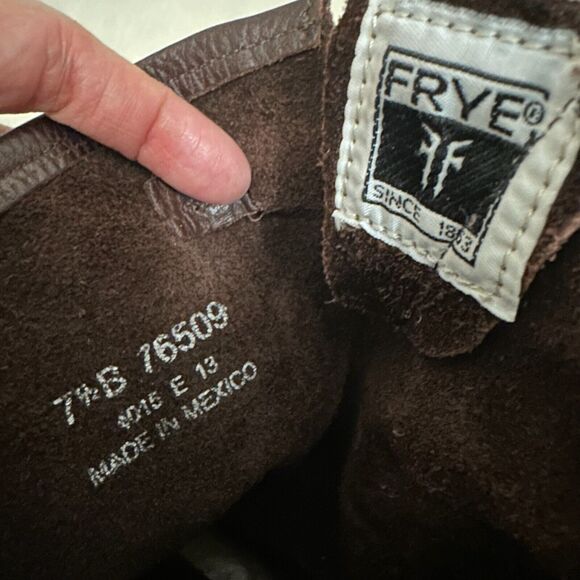 FRYE®
SINCE 1863
7½B 76509
4015 E 13
MADE IN MEXICO